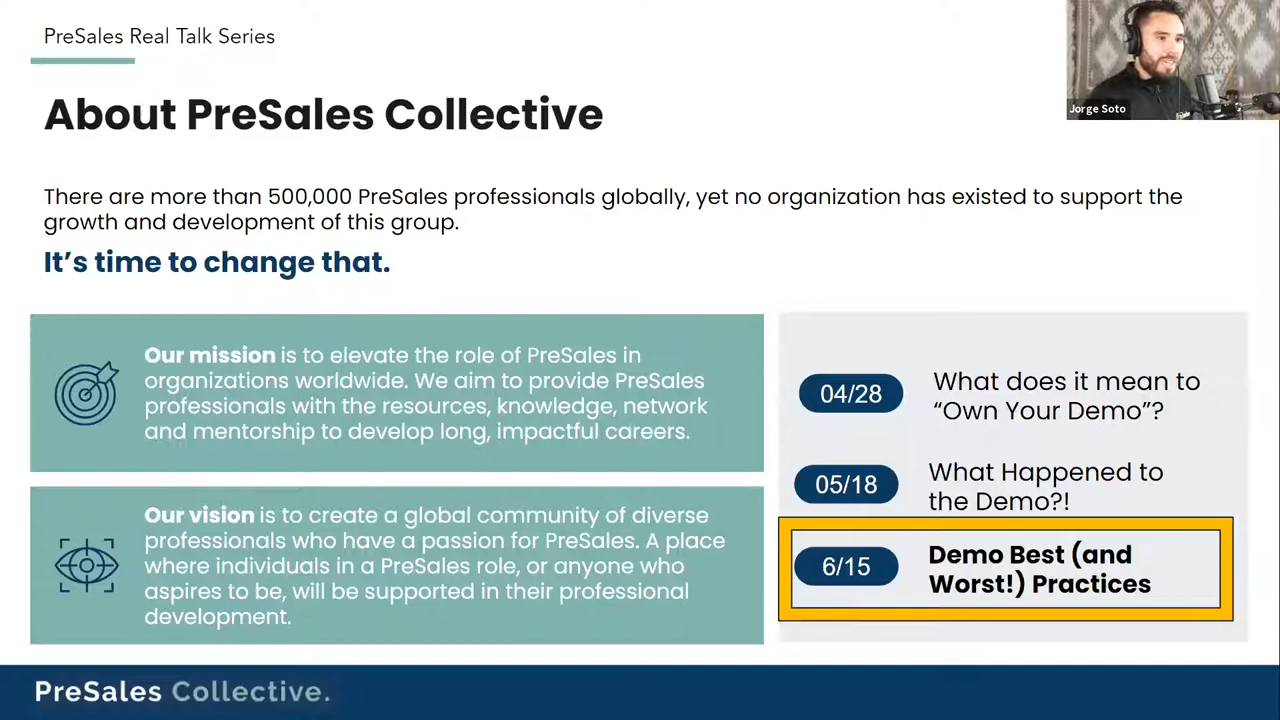 PreSales Real Talk Series
Jorge Soto
About PreSales Collective
There are more than 500,000 PreSales professionals globally, yet no organization has existed to support the
growth and development of this group.
It’s time to change that.
Our mission is to elevate the role of PreSales in
organizations worldwide. We aim to provide PreSales
professionals with the resources, knowledge, network
and mentorship to develop long, impactful careers.
Our vision is to create a global community of diverse
professionals who have a passion for PreSales. A place
where individuals in a PreSales role, or anyone who
aspires to be, will be supported in their professional
development.
04/28
What does it mean to
“Own Your Demo”?
05/18
What Happened to
the Demo?!
6/15
Demo Best (and
Worst!) Practices
PreSales Collective.